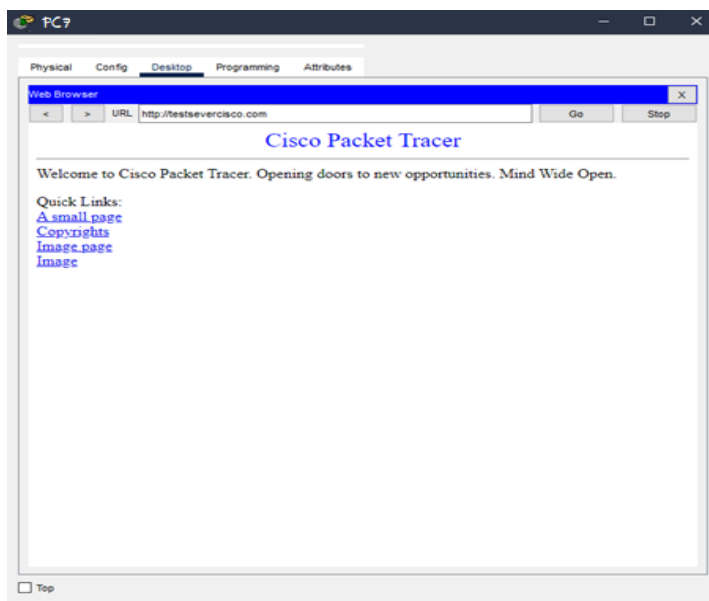 PC7
Physical Config Desktop Programming Attributes
Web Browser X
< > URL http://testsevercisco.com Go Stop
Cisco Packet Tracer
Welcome to Cisco Packet Tracer. Opening doors to new opportunities. Mind Wide Open.
Quick Links:
A small page
Copyrights
Image page
Image
Top